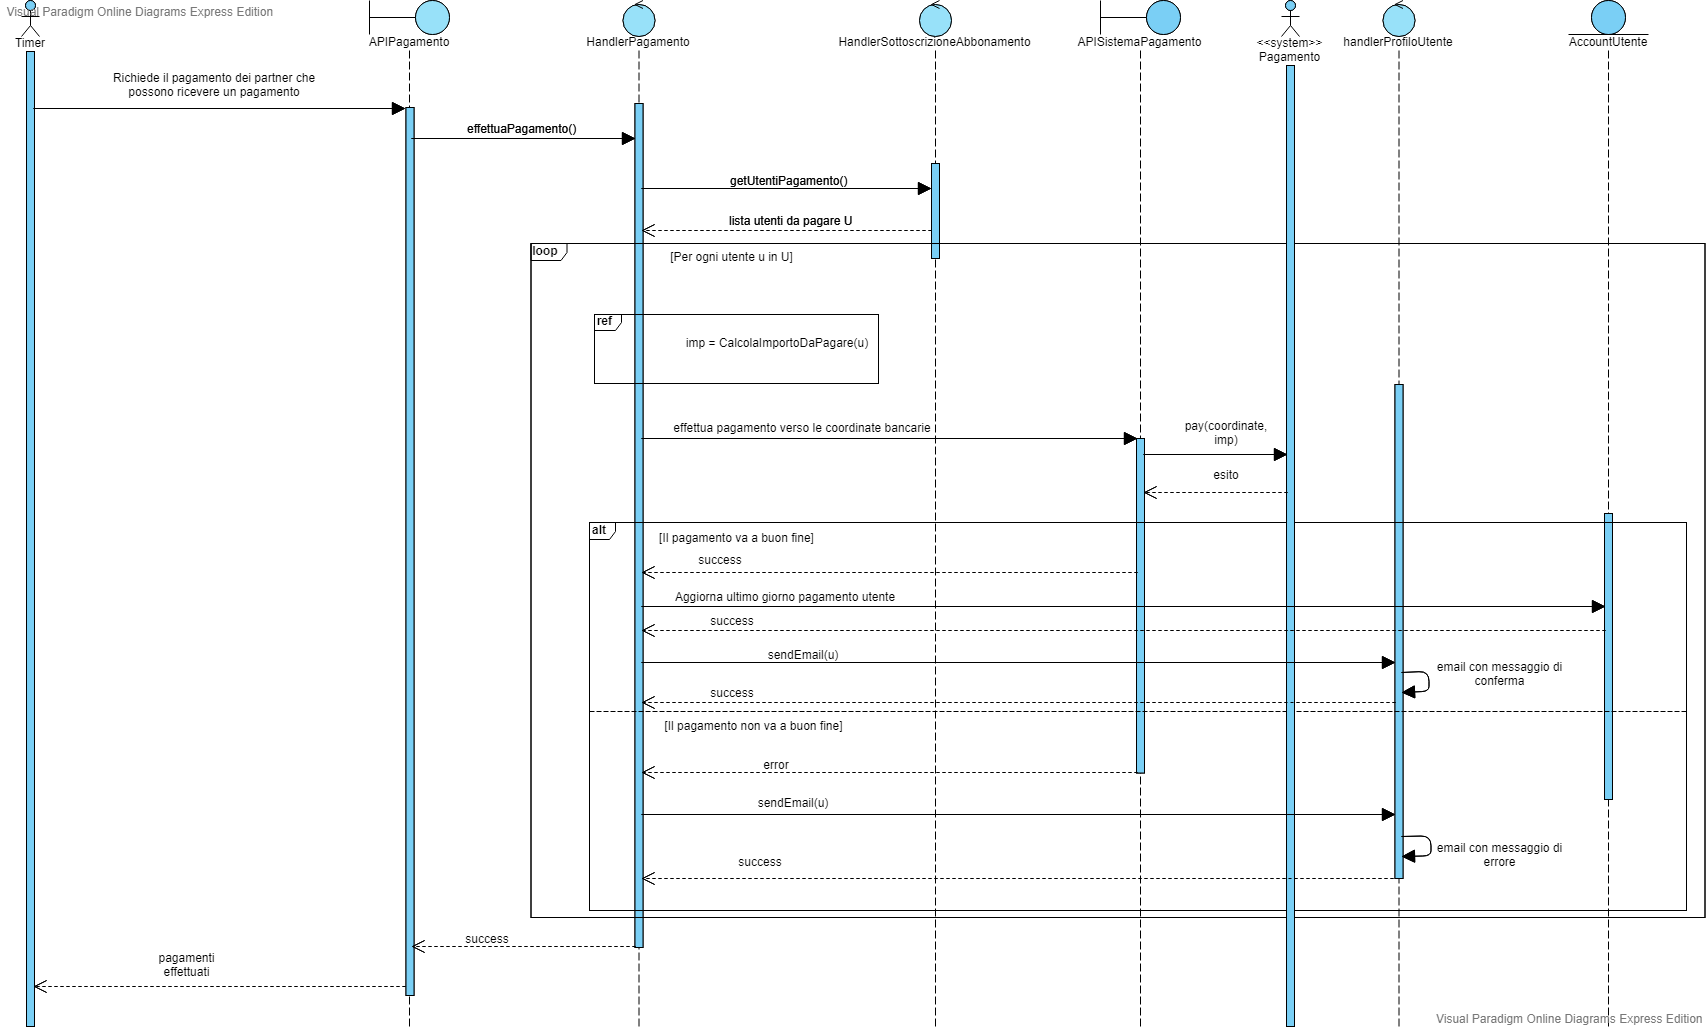 Visual Paradigm Online Diagrams Express Edition
Timer
APIPagamento
HandlerPagamento
HandlerSottoscrizioneAbbonamento
APISistemaPagamento
<<system>>
Pagamento
handlerProfiloUtente
AccountUtente
Richiede il pagamento dei partner che
possono ricevere un pagamento
effettuaPagamento()
getUtentiPagamento()
lista utenti da pagare U
loop
[Per ogni utente u in U]
ref
imp = CalcolaImportoDaPagare(u)
effettua pagamento verso le coordinate bancarie
pay(coordinate,
imp)
esito
alt
[Il pagamento va a buon fine]
success
Aggiorna ultimo giorno pagamento utente
success
sendEmail(u)
email con messaggio di
conferma
success
[Il pagamento non va a buon fine]
error
sendEmail(u)
email con messaggio di
errore
success
success
pagamenti
effettuati
Visual Paradigm Online Diagrams Express Edition